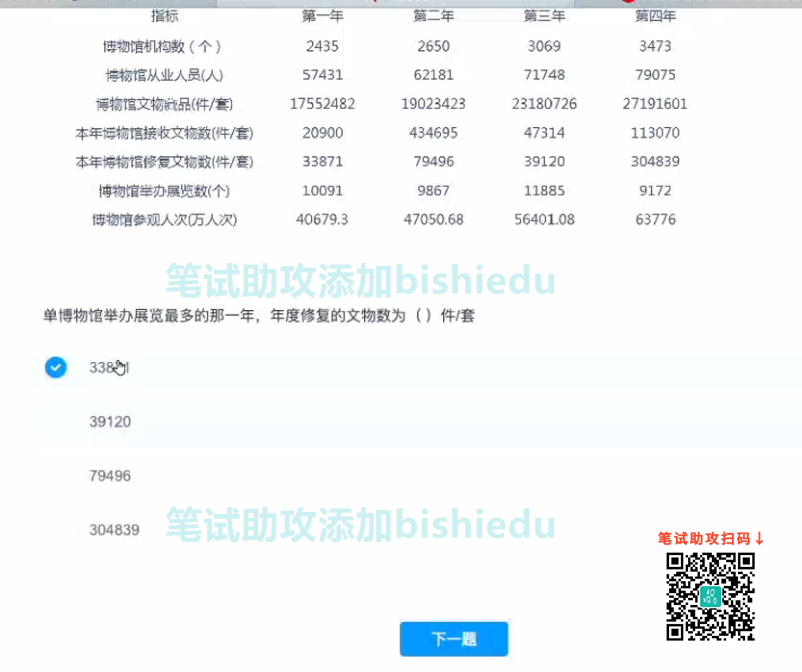 指标 第一年 第二年 第三年 第四年
博物馆机构数（个） 2435 2650 3069 3473
博物馆从业人员(人) 57431 62181 71748 79075
博物馆文物藏品(件/套) 17552482 19023423 23180726 27191601
本年博物馆接收文物数(件/套) 20900 434695 47314 113070
本年博物馆修复文物数(件/套) 33871 79496 39120 304839
博物馆举办展览数(个) 10091 9867 11885 9172
博物馆参观人次(万人次) 40679.3 47050.68 56401.08 63776
笔试助攻添加bishiedu
单博物馆举办展览最多的那一年，年度修复的文物数为（ ）件/套
33871
39120
79496
304839
笔试助攻添加bishiedu
笔试助攻扫码↓
下一题